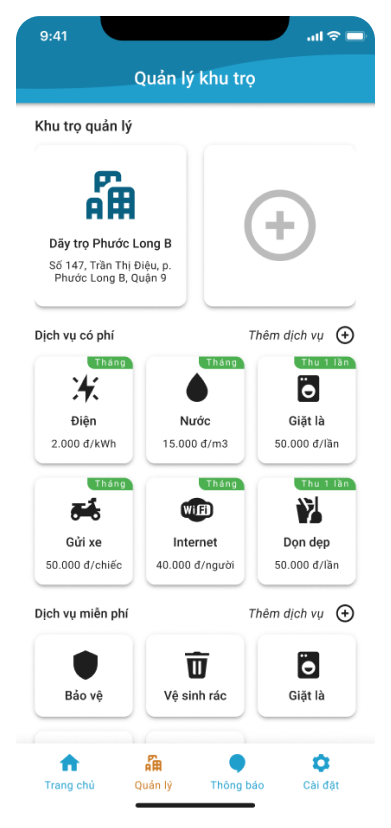 9:41
Quản lý khu trọ
Khu trọ quản lý
Dãy trọ Phước Long B
Số 147, Trần Thị Điệu, p.
Phước Long B, Quận 9
Dịch vụ có phí
Thêm dịch vụ
Tháng
Tháng
Thu 1 lần
Điện
Nước
Giặt là
2.000 đ/kWh
15.000 đ/m3
50.000 đ/lần
Tháng
Tháng
Thu 1 lần
WiFi
Gửi xe
Internet
Dọn dẹp
50.000 đ/chiếc
40.000 đ/người
50.000 đ/lần
Dịch vụ miễn phí
Thêm dịch vụ
Bảo vệ
Vệ sinh rác
Giặt là
Trang chủ
Quản lý
Thông báo
Cài đặt